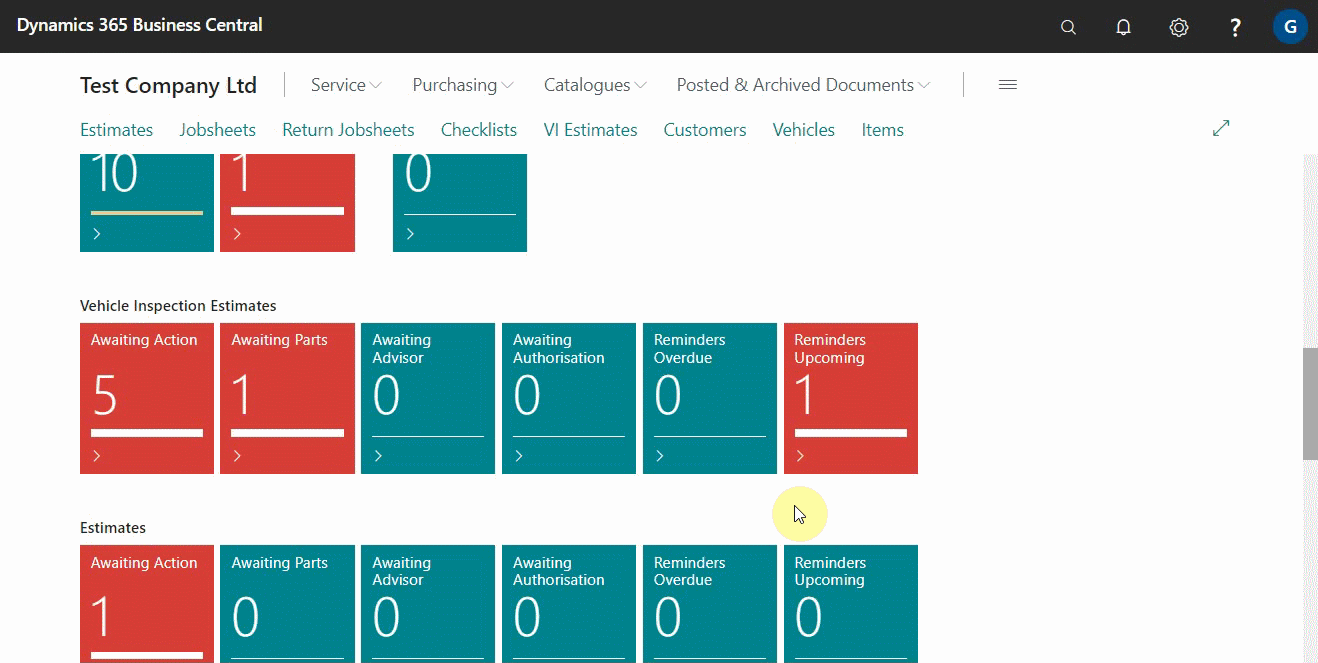 Dynamics 365 Business Central
?
G
Test Company Ltd
Service
Purchasing
Catalogues
Posted & Archived Documents
Estimates
Jobsheets
Return Jobsheets
Checklists
VI Estimates
Customers
Vehicles
Items
10
1
0
Vehicle Inspection Estimates
Awaiting Action
5
Awaiting Parts
1
Awaiting
Advisor
0
Awaiting
Authorisation
0
Reminders
Overdue
0
Reminders
Upcoming
1
Estimates
Awaiting Action
1
Awaiting Parts
0
Awaiting
Advisor
0
Awaiting
Authorisation
0
Reminders
Overdue
0
Reminders
Upcoming
0